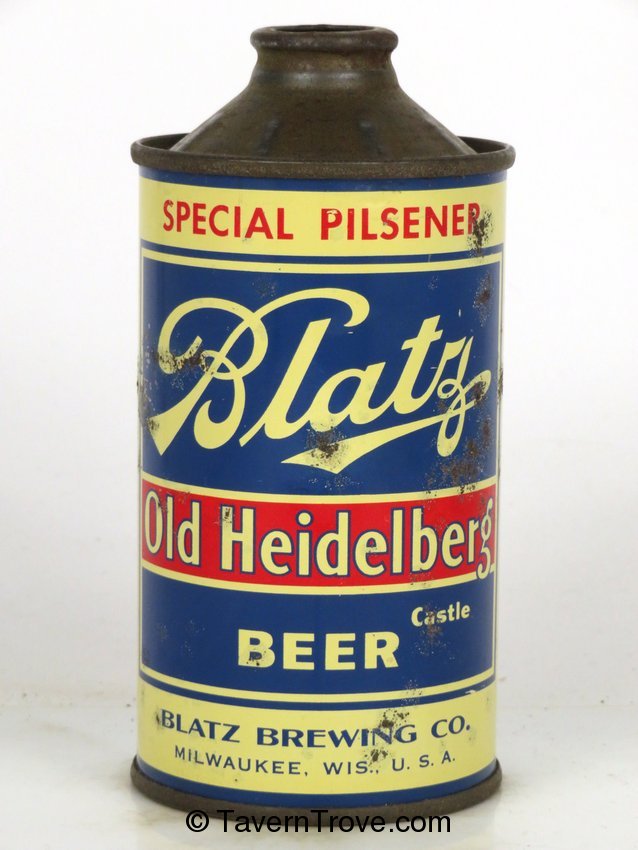 SPECIAL PILSENER
Blatz
Old Heidelberg
Castle
BEER
BLATZ BREWING CO.
MILWAUKEE, WIS., U. S. A.
© TavernTrove.com